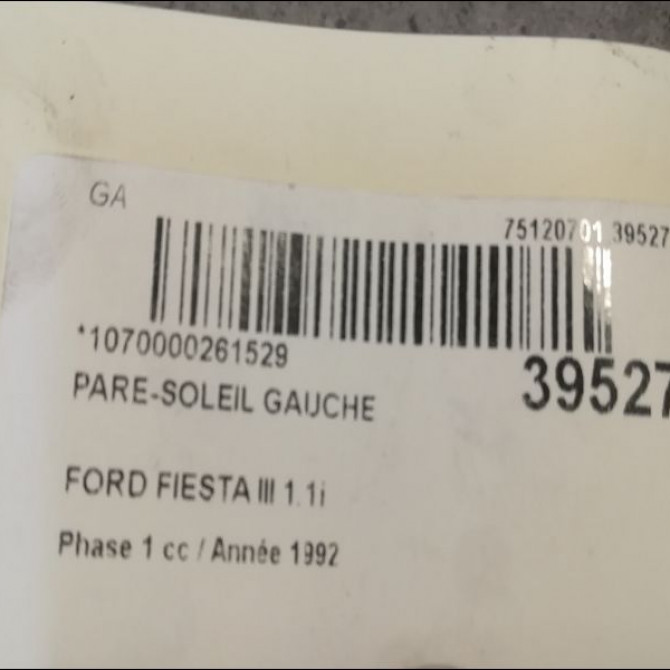 GA
75120701 39527
*1070000261529
39527
PARE-SOLEIL GAUCHE
FORD FIESTA III 1.1i
Phase 1 cc / Année 1992